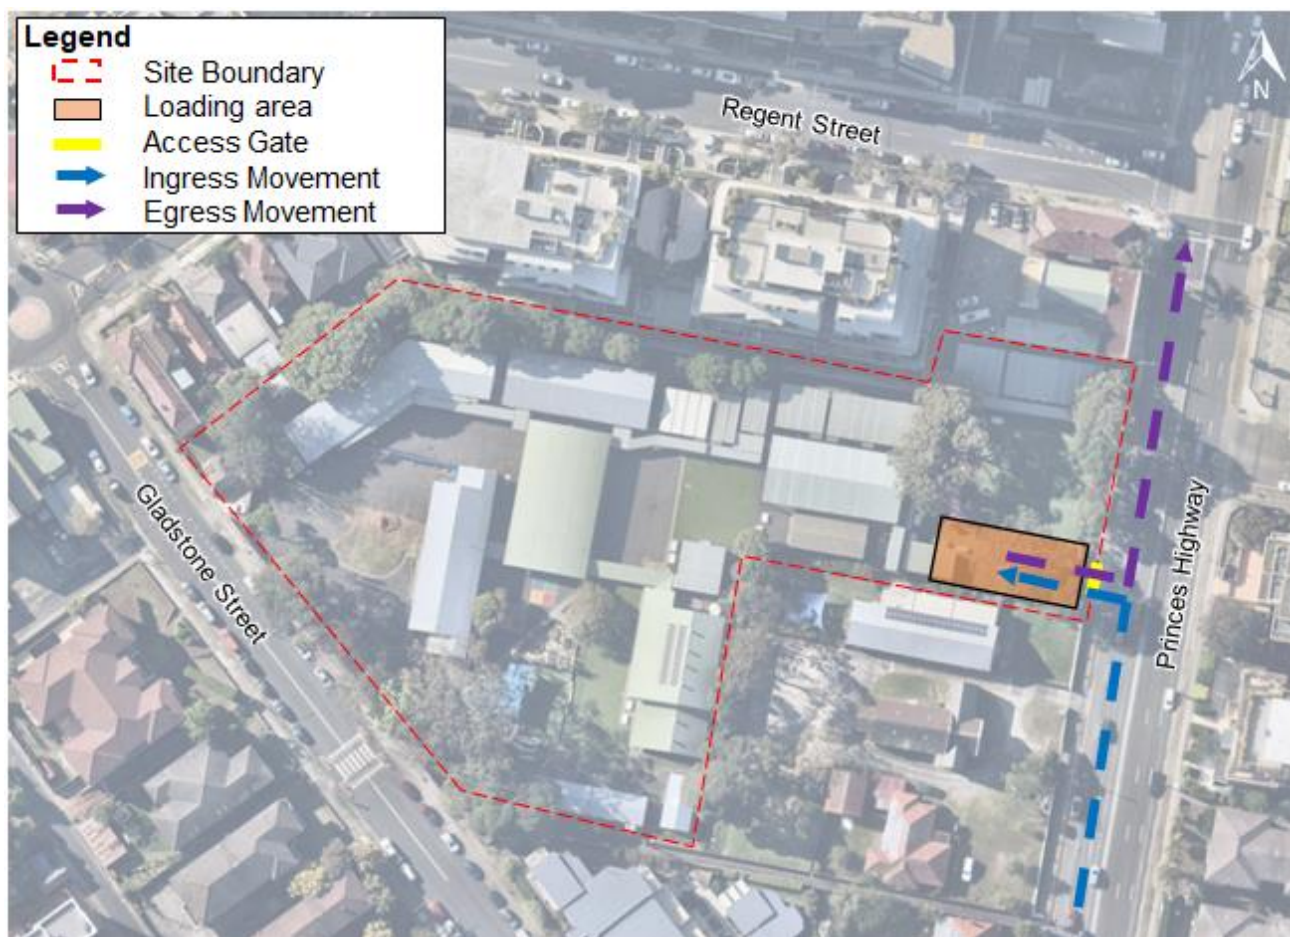 Legend
Site Boundary
Loading area
Access Gate
Ingress Movement
Egress Movement
Regent Street
N
Gladstone Street
Princes Highway